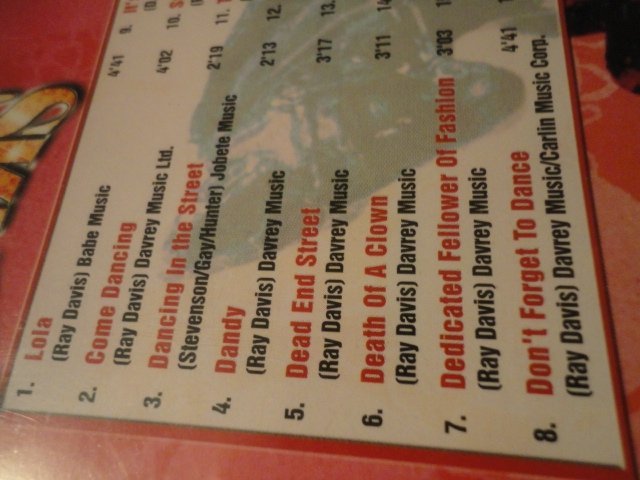 1. Lola 4'41
(Ray Davis) Babe Music
2. Come Dancing 4'02
(Ray Davis) Davrey Music Ltd.
3. Dancing In the Street 2'19
(Stevenson/Gay/Hunter) Jobete Music
4. Dandy 2'13
(Ray Davis) Davrey Music
5. Dead End Street 3'17
(Ray Davis) Davrey Music
6. Death Of A Clown 3'11
(Ray Davis) Davrey Music
7. Dedicated Fellower Of Fashion 3'03
(Ray Davis) Davrey Music
8. Don't Forget To Dance 4'41
(Ray Davis) Davrey Music/Carlin Music Corp.
9.
10.
11.
12.
13.
14